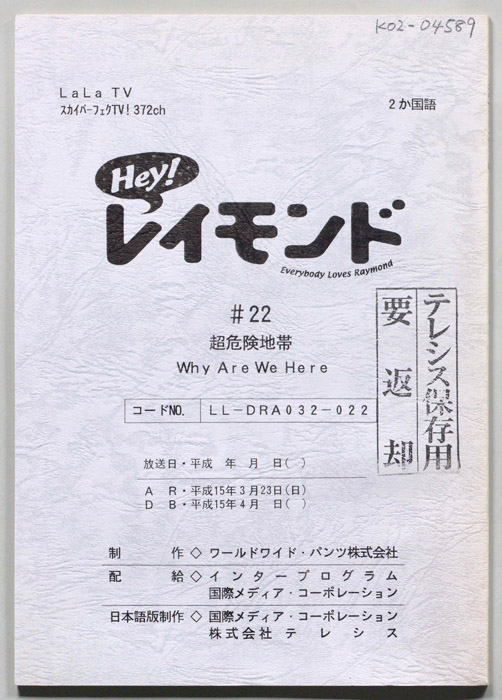 K02-04589
LaLa TV
スカイパーフェクTV! 372ch
2か国語
Hey!
レイモンド
Everybody Loves Raymond
#22
超危険地帯
Why Are We Here
コードNO. LL-DRA032-022
テレシス保存用
要返却
放送日・平成 年 月 日( )
A R・平成15年3月23日(日)
D B・平成15年4月 日( )
制作◇ワールドワイド・パンツ株式会社
配給◇インタープログラム
国際メディア・コーポレーション
日本語版制作◇国際メディア・コーポレーション
株式会社テレシス